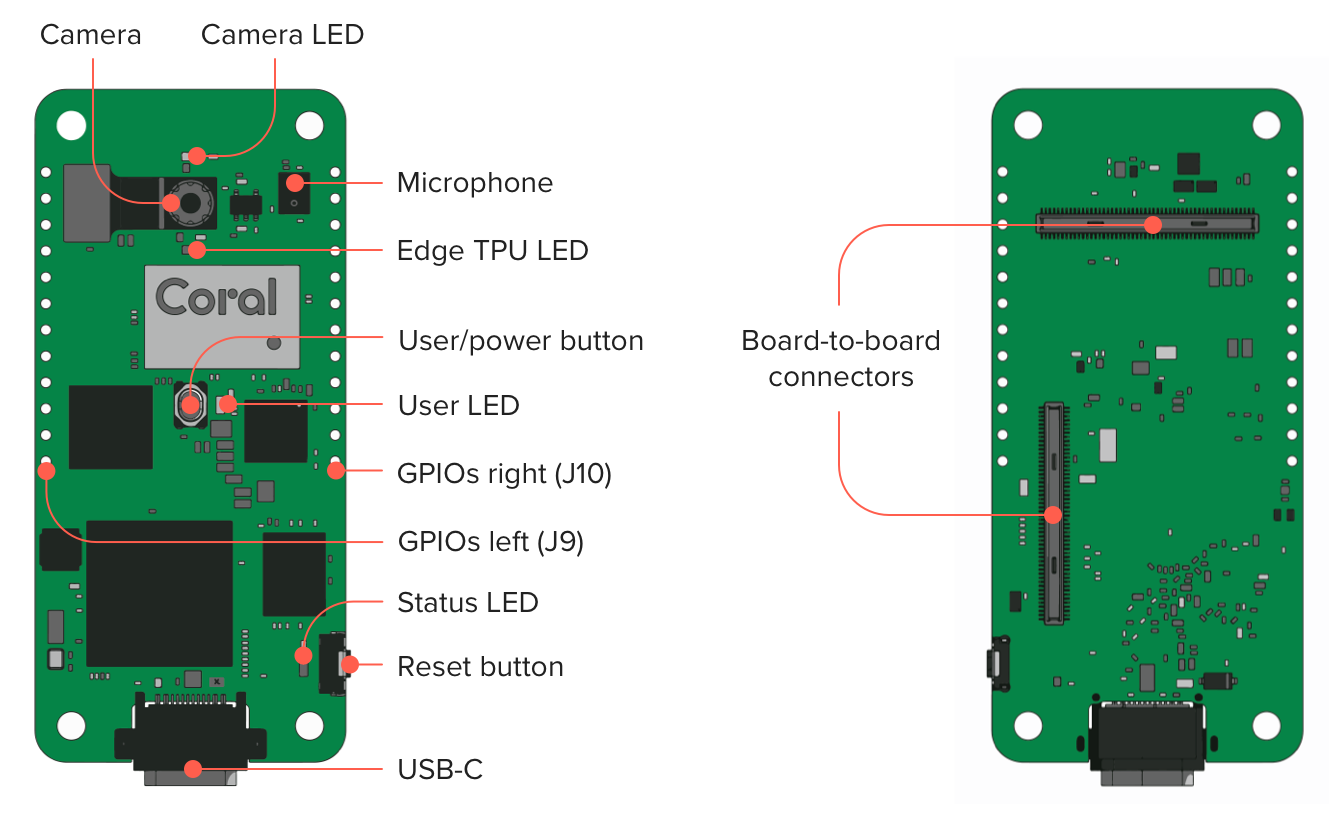 Camera
Camera LED
Microphone
Edge TPU LED
Coral
User/power button
User LED
GPIOs right (J10)
GPIOs left (J9)
Status LED
Reset button
USB-C
Board-to-board
connectors